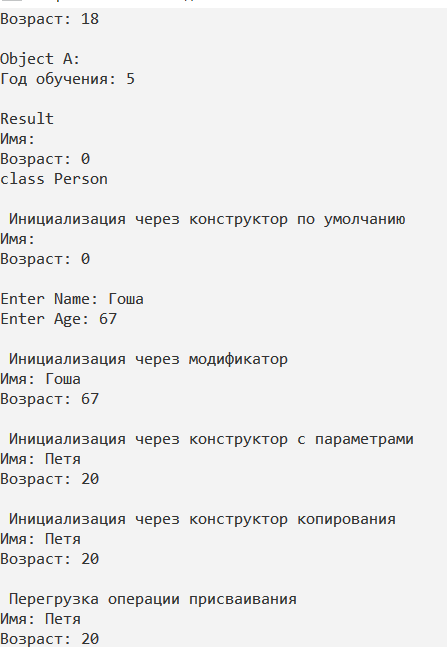 Возраст: 18
Object A:
Год обучения: 5
Result
Имя:
Возраст: 0
class Person
Инициализация через конструктор по умолчанию
Имя:
Возраст: 0
Enter Name: Гоша
Enter Age: 67
Инициализация через модификатор
Имя: Гоша
Возраст: 67
Инициализация через конструктор с параметрами
Имя: Петя
Возраст: 20
Инициализация через конструктор копирования
Имя: Петя
Возраст: 20
Перегрузка операции присваивания
Имя: Петя
Возраст: 20